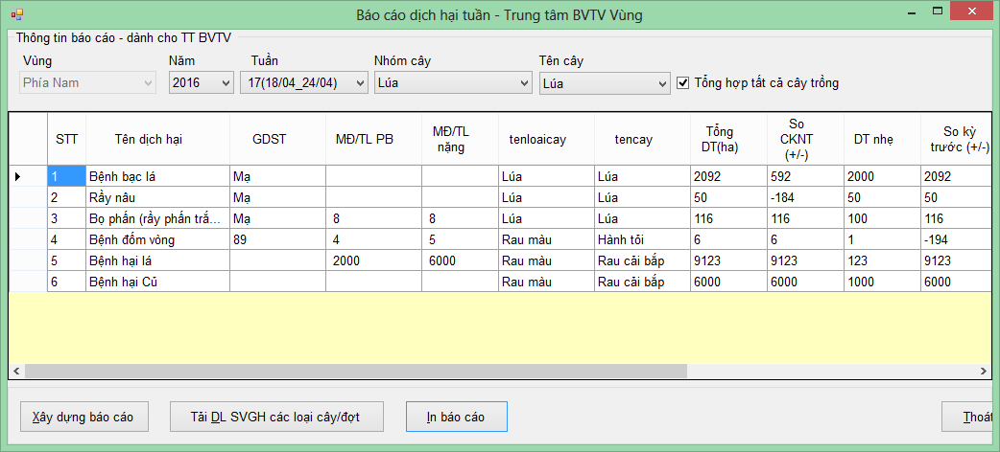 Báo cáo dịch hại tuần - Trung tâm BVTV Vùng
Thông tin báo cáo - dành cho TT BVTV
Vùng Năm Tuần Nhóm cây Tên cây
Phía Nam 2016 17(18/04_24/04) Lúa Lúa Tổng hợp tất cả cây trồng
STT Tên dịch hại GDST MĐ/TL PB MĐ/TL nặng tenloaicay tencay Tổng DT(ha) So CKNT (+/-) DT nhẹ So kỳ trước (+/-)
1 Bệnh bạc lá Mạ Lúa Lúa 2092 592 2000 2092
2 Rầy nâu Mạ Lúa Lúa 50 -184 50 50
3 Bọ phấn (rầy phấn trắ... Mạ 8 8 Lúa Lúa 116 116 100 116
4 Bệnh đốm vòng 89 4 5 Rau màu Hành tỏi 6 6 1 -194
5 Bệnh hại lá 2000 6000 Rau màu Rau cải bắp 9123 9123 123 9123
6 Bệnh hại Củ Rau màu Rau cải bắp 6000 6000 1000 6000
Xây dựng báo cáo Tải DL SVGH các loại cây/đợt In báo cáo Thoát